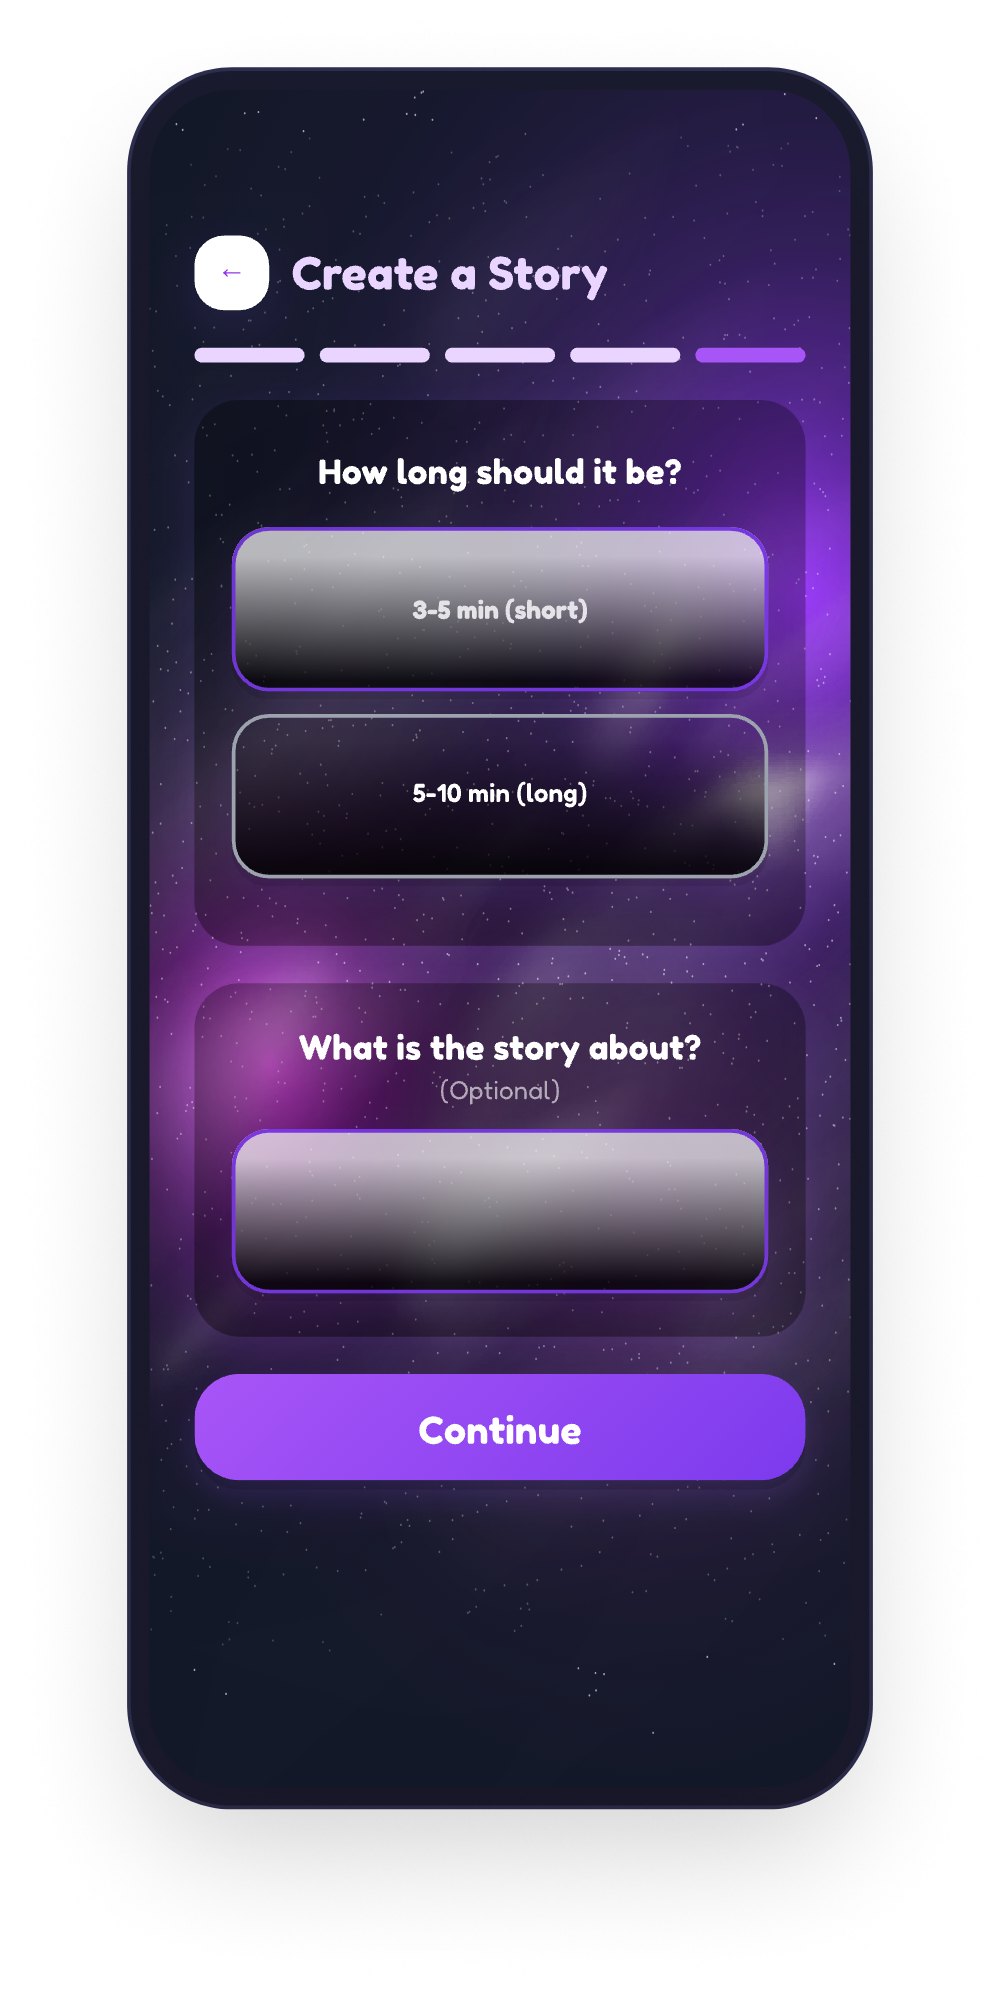 ←
Create a Story
How long should it be?
3-5 min (short)
5-10 min (long)
What is the story about?
(Optional)
Continue